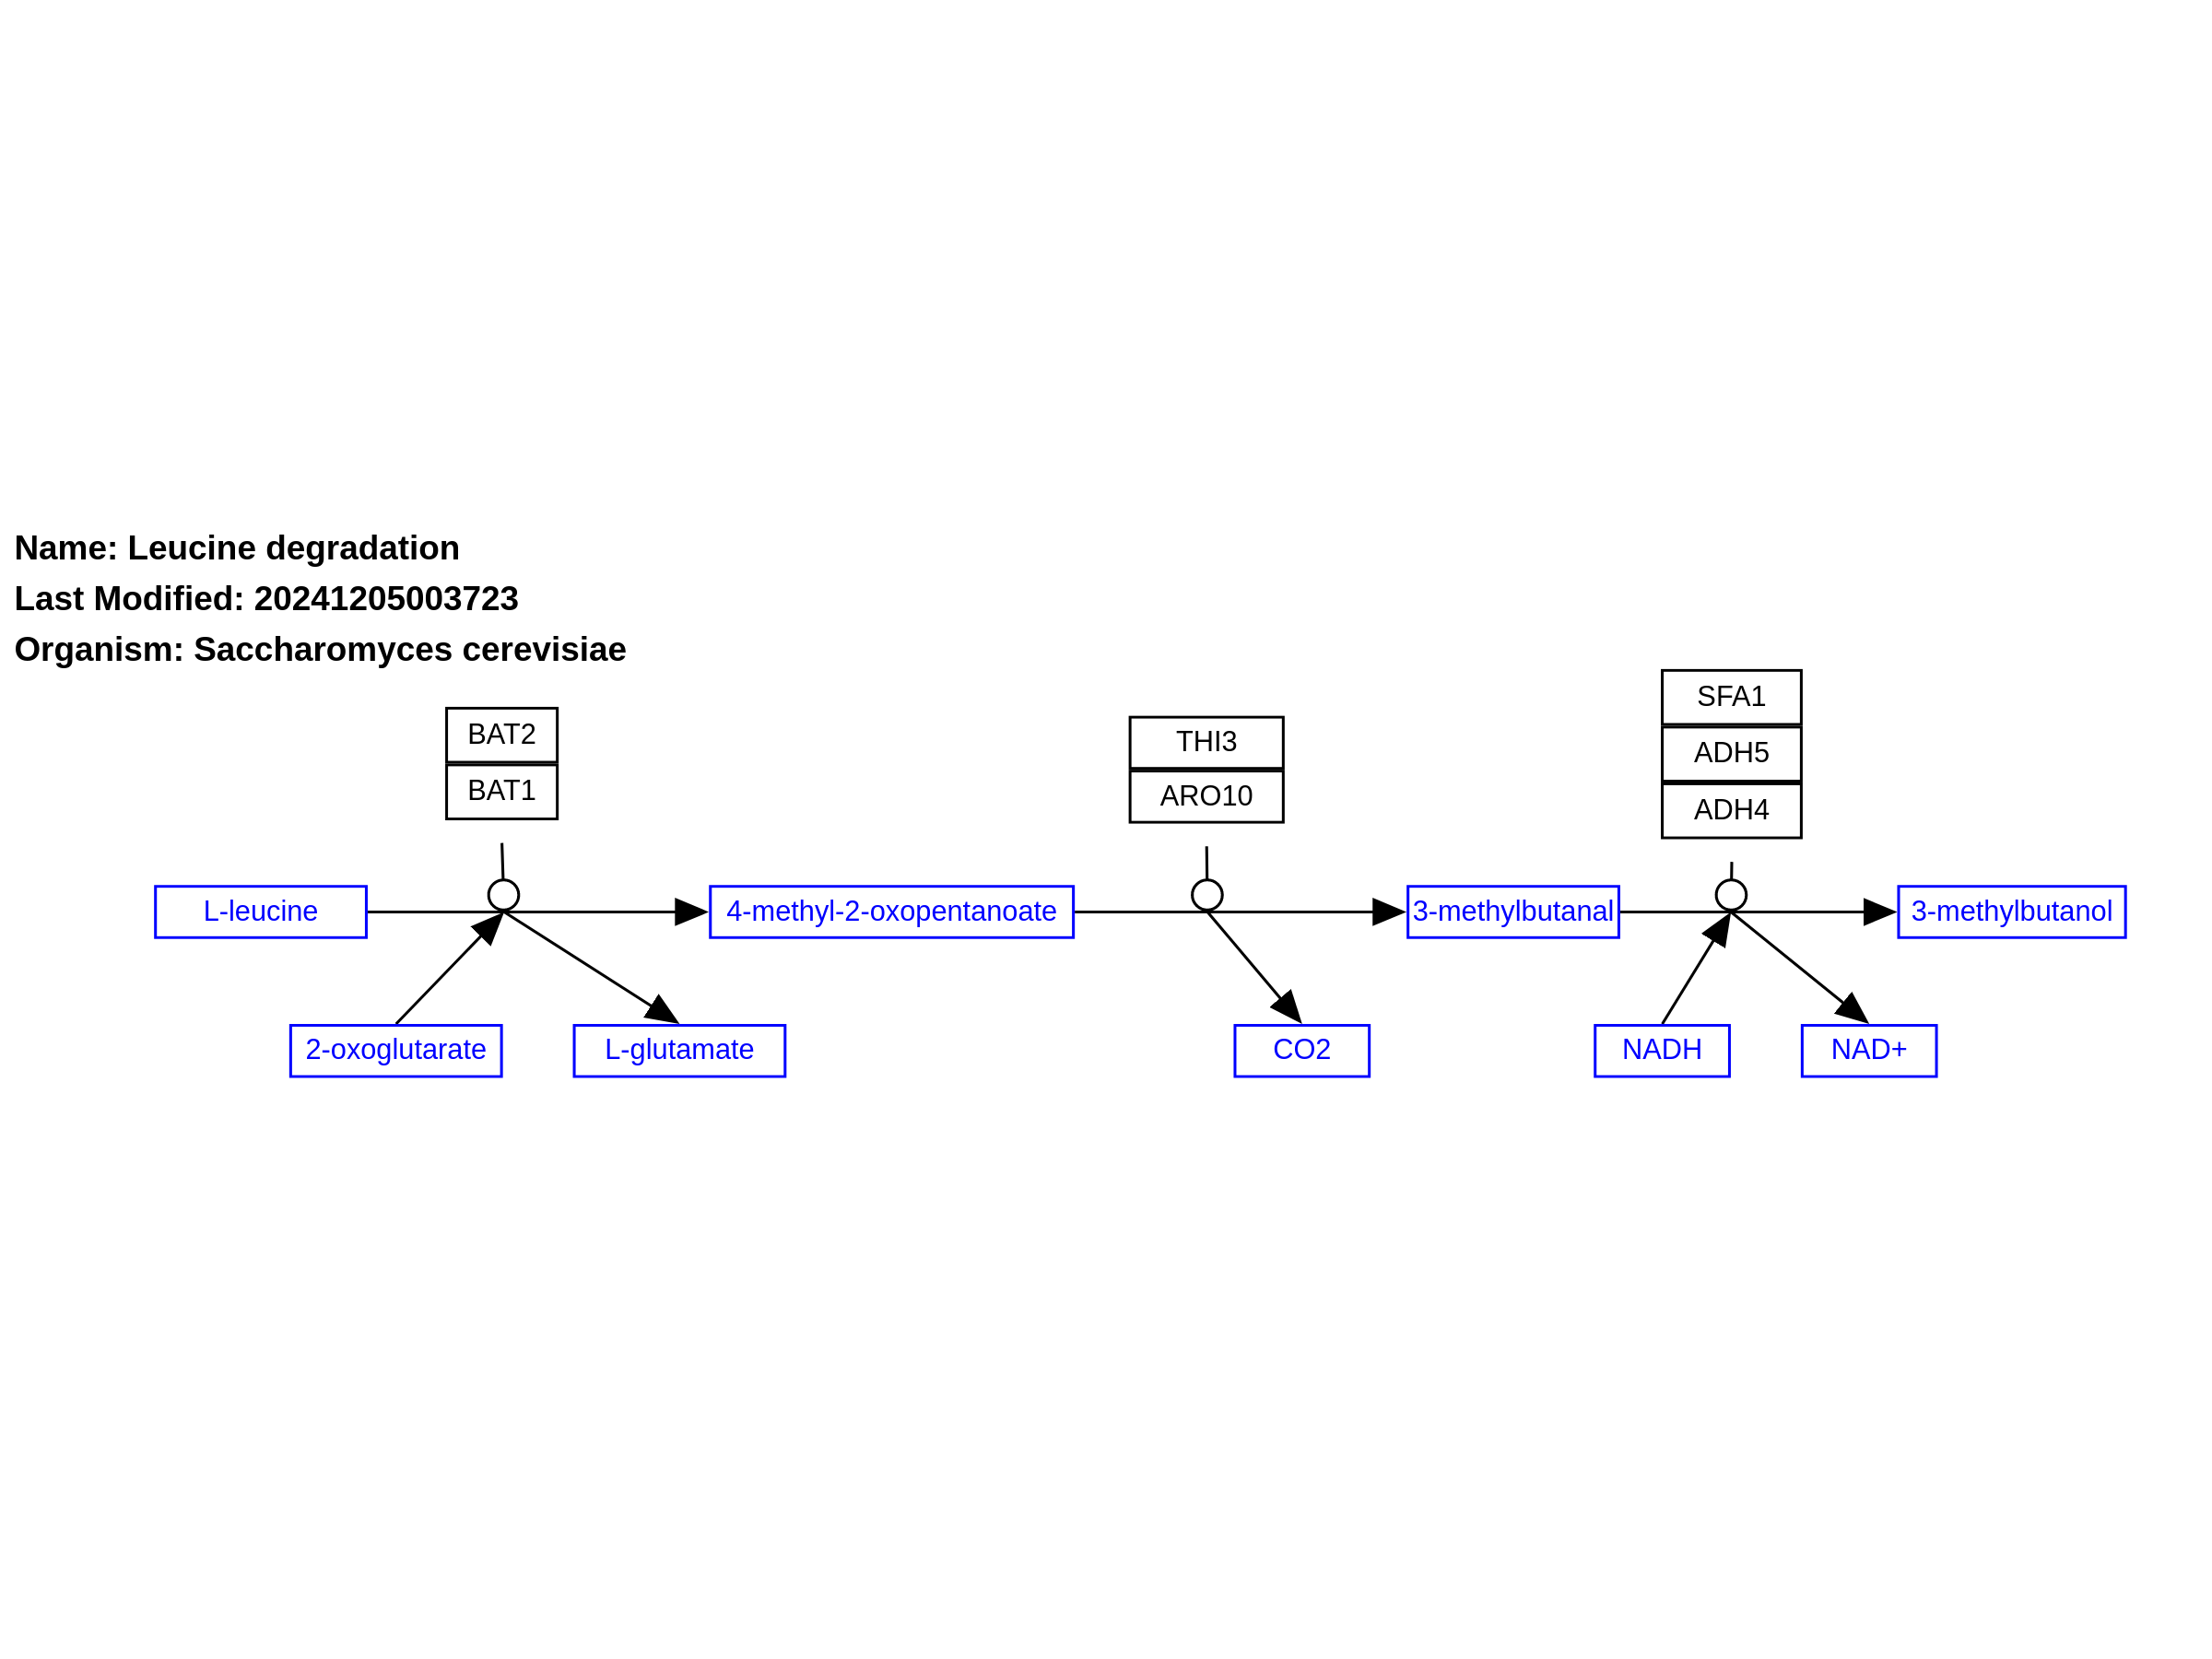 Name: Leucine degradation
Last Modified: 20241205003723
Organism: Saccharomyces cerevisiae
SFA1
BAT2
THI3
ADH5
BAT1
ARO10
ADH4
L-leucine
4-methyl-2-oxopentanoate
3-methylbutanal
3-methylbutanol
2-oxoglutarate
L-glutamate
CO2
NADH
NAD+